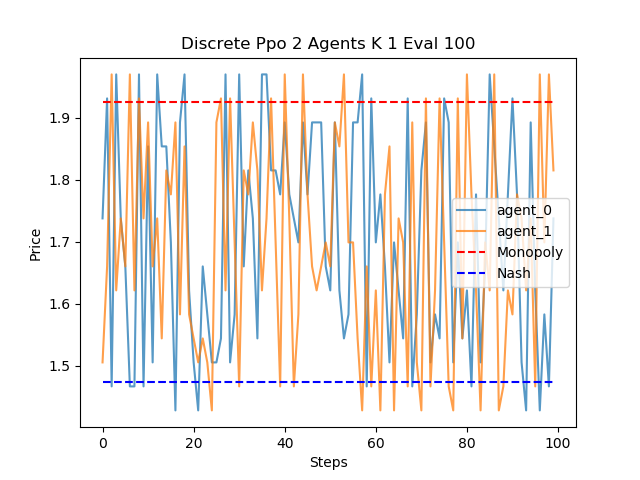 Discrete Ppo 2 Agents K 1 Eval 100
Price
1.9
1.8
1.7
1.6
1.5
agent_0
agent_1
Monopoly
Nash
0
20
40
60
80
100
Steps